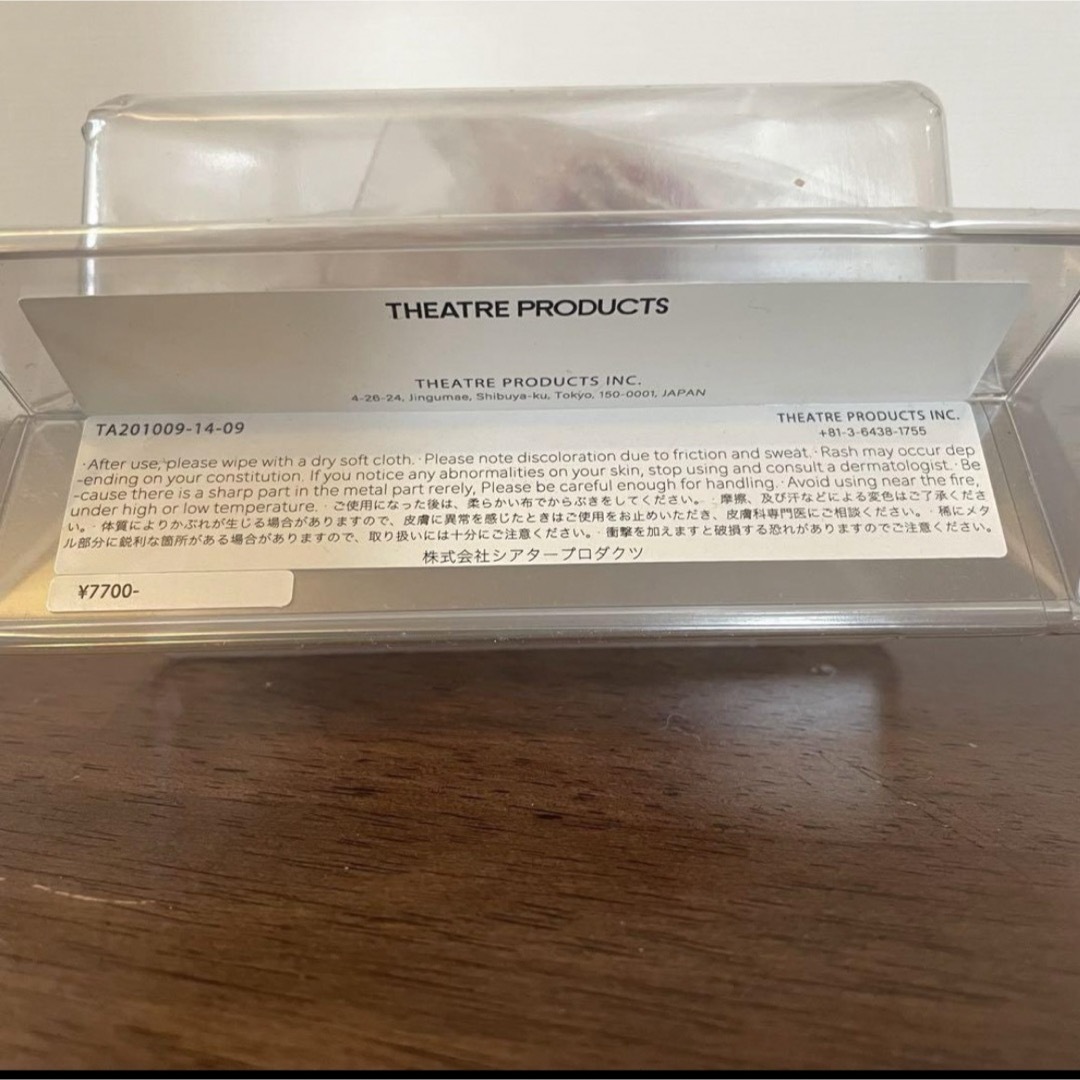 THEATRE PRODUCTS
THEATRE PRODUCTS INC.
4-26-24, Jingumae, Shibuya-ku, Tokyo, 150-0001, JAPAN
TA201009-14-09
THEATRE PRODUCTS INC.
+81-3-6438-1755
·After use, please wipe with a dry soft cloth.·Please note discoloration due to friction and sweat.·Rash may occur dep
-ending on your constitution. If you notice any abnormalities on your skin, stop using and consult a dermatologist.·Be
-cause there is a sharp part in the metal part rerely, Please be careful enough for handling.·Avoid using near the fire,
under high or low temperature.·ご使用になった後は、柔らかい布でからぶきをしてください。·摩擦、及び汗などによる変色はご了承くださ
い。·体質によりかぶれが生じる場合がありますので、皮膚に異常を感じたときはご使用をお止めいただき、皮膚科専門医にご相談ください。·稀にメタ
ル部分に鋭利な箇所がある場合がありますので、取り扱いには十分にご注意ください。·衝撃を加えますと破損する恐れがありますのでご注意ください。
株式会社シアタープロダクツ
¥7700-